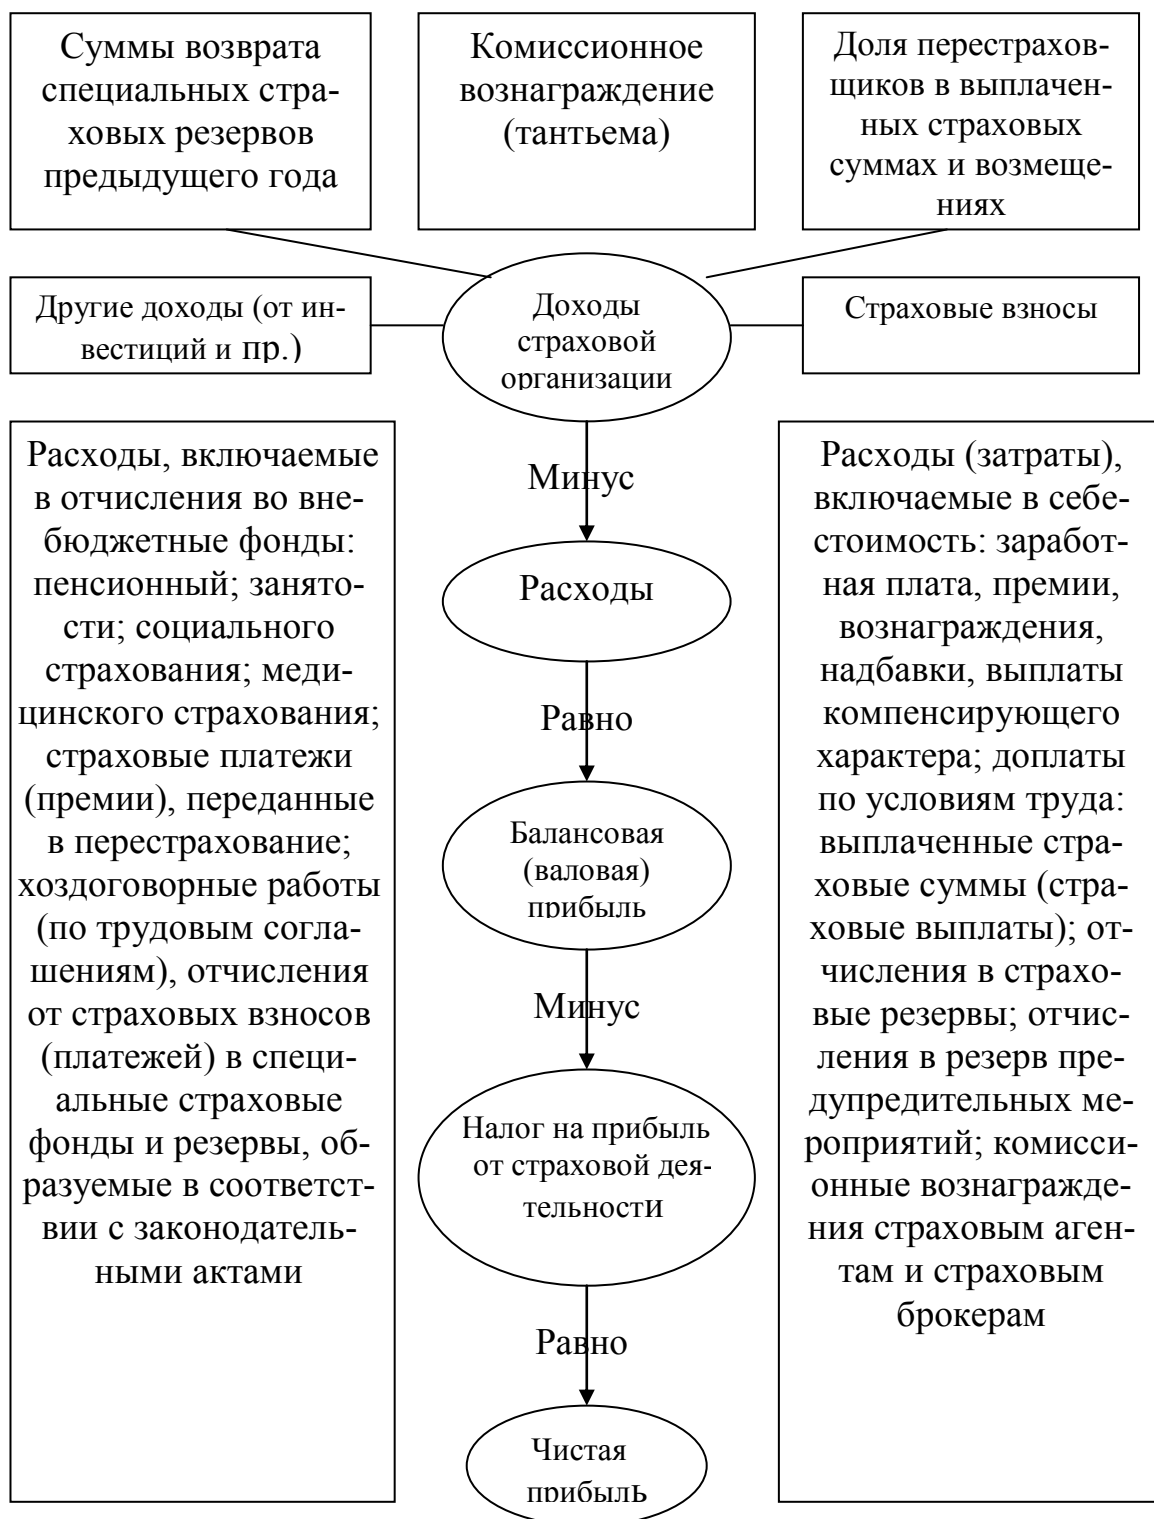 Суммы возврата
специальных стра-
ховых резервов
предыдущего года
Комиссионное
вознаграждение
(тантьема)
Доля перестрахов-
щиков в выплачен-
ных страховых
суммах и возмеще-
ниях
Другие доходы (от ин-
вестиций и пр.)
Доходы
страховой
организации
Страховые взносы
Расходы, включаемые
в отчисления во вне-
бюджетные фонды:
пенсионный; занято-
сти; социального
страхования; меди-
цинского страхования;
страховые платежи
(премии), переданные
в перестрахование;
хоздоговорные работы
(по трудовым согла-
шениям), отчисления
от страховых взносов
(платежей) в специ-
альные страховые
фонды и резервы, об-
разуемые в соответст-
вии с законодатель-
ными актами
Минус
Расходы
Равно
Балансовая
(валовая)
прибыль
Минус
Налог на прибыль
от страховой дея-
тельности
Равно
Чистая
прибыль
Расходы (затраты),
включаемые в себе-
стоимость: заработ-
ная плата, премии,
вознаграждения,
надбавки, выплаты
компенсирующего
характера; доплаты
по условиям труда:
выплаченные стра-
ховые суммы (стра-
ховые выплаты); от-
числения в страхо-
вые резервы; отчис-
ления в резерв пре-
дупредительных ме-
роприятий; комисси-
онные вознагражде-
ния страховым аген-
там и страховым
брокерам